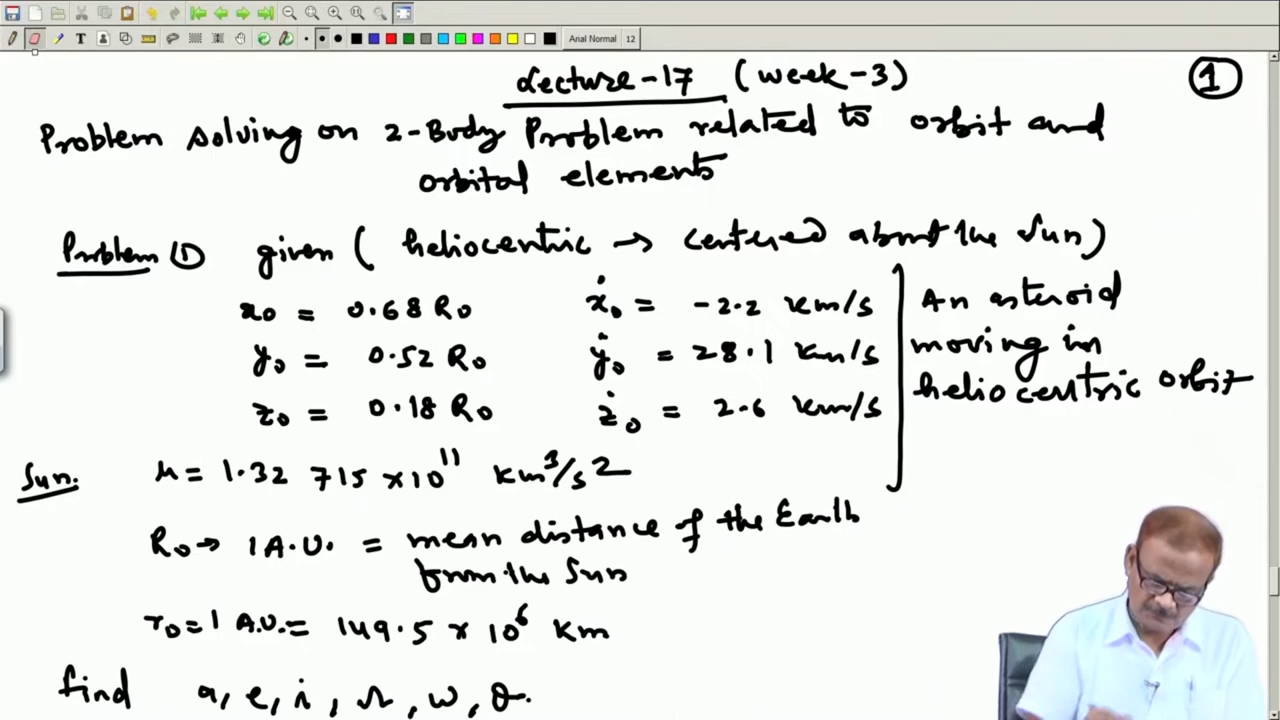 Arial Normal 12
Lecture-17 (week-3)
1
Problem solving on 2-Body Problem related to orbit and
orbital elements
Problem ① given ( heliocentric → centered about the Sun)
x0 = 0.68 R0 ẋ0 = -2.2 km/s
y0 = 0.52 R0 ẏ0 = 28.1 km/s
z0 = 0.18 R0 ż0 = 2.6 km/s
An asteroid
moving in
heliocentric orbit
Sun. μ = 1.32 715 ×10^11 km³/s²
R0 → 1 A.U. = mean distance of the Earth
from the Sun
r0 = 1 A.U. = 149.5 × 10^6 km
find a, e, i, Ω, ω, θ.